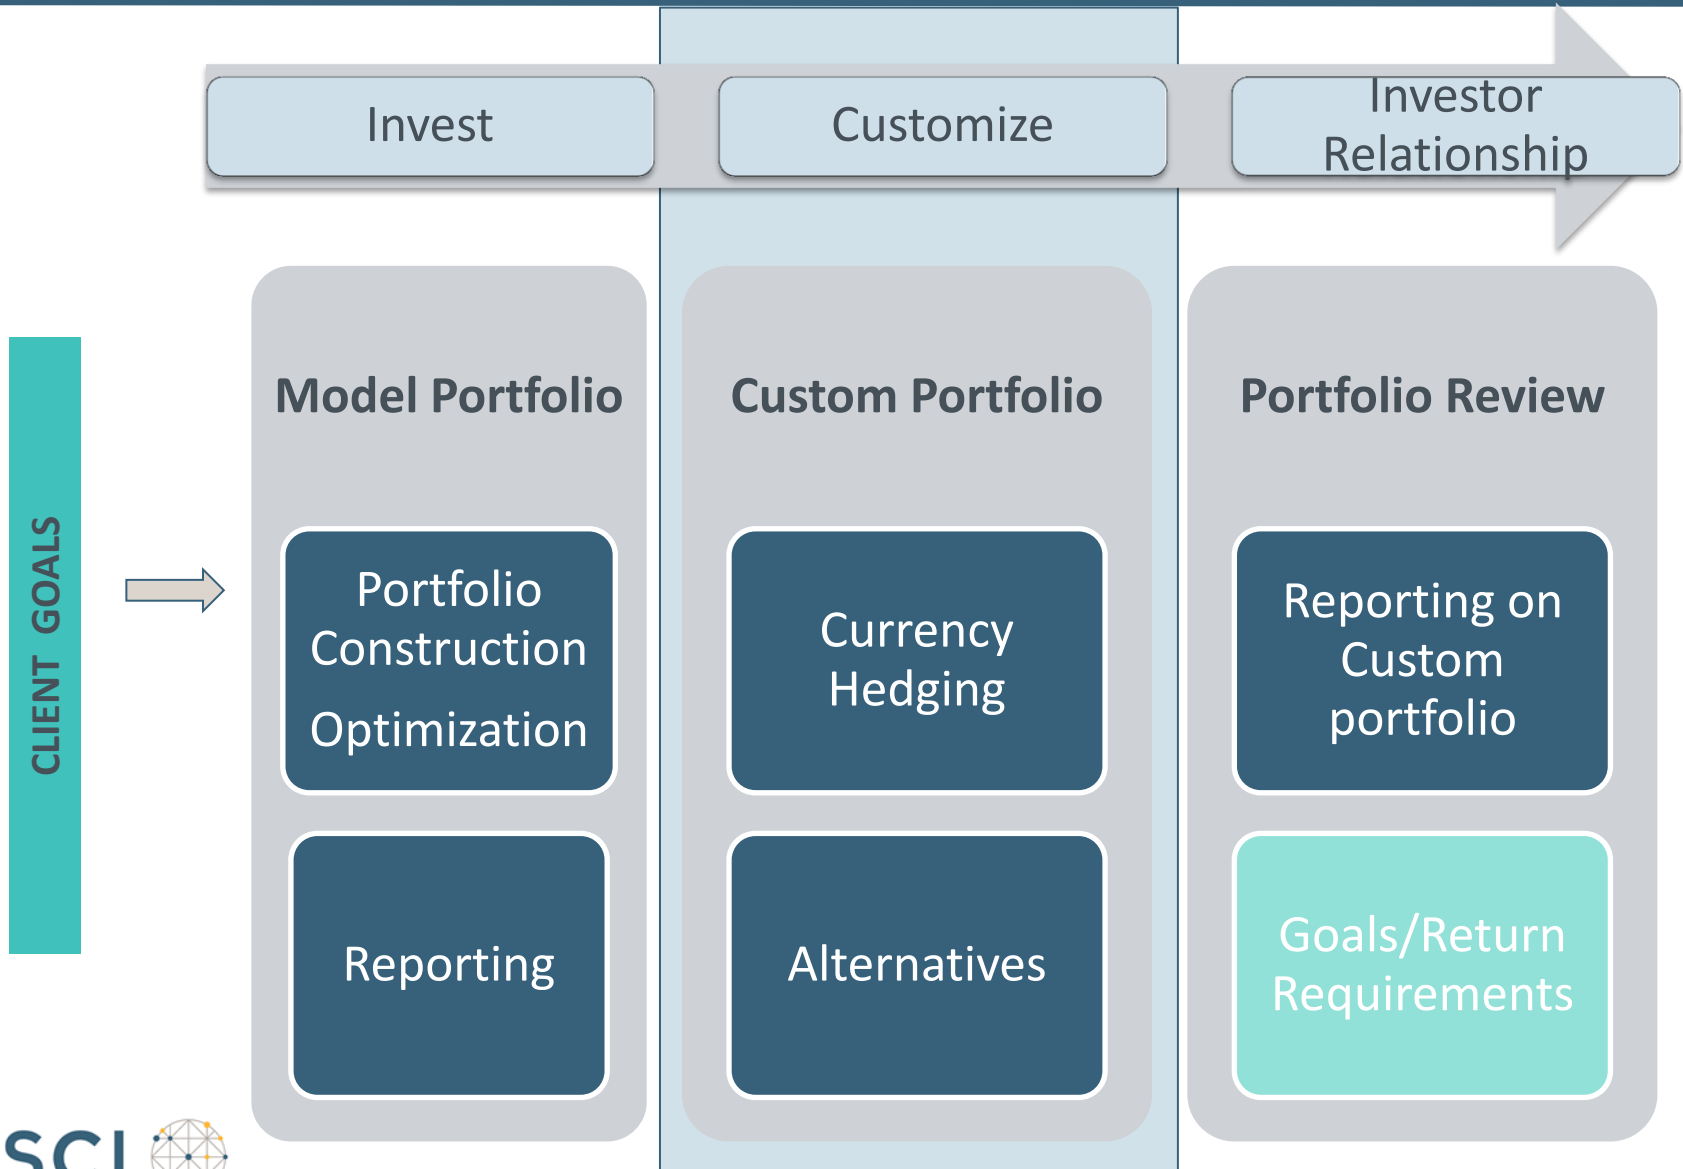 Invest
Customize
Investor
Relationship
CLIENT GOALS
Model Portfolio
Portfolio
Construction
Optimization
Reporting
Custom Portfolio
Currency
Hedging
Alternatives
Portfolio Review
Reporting on
Custom
portfolio
Goals/Return
Requirements